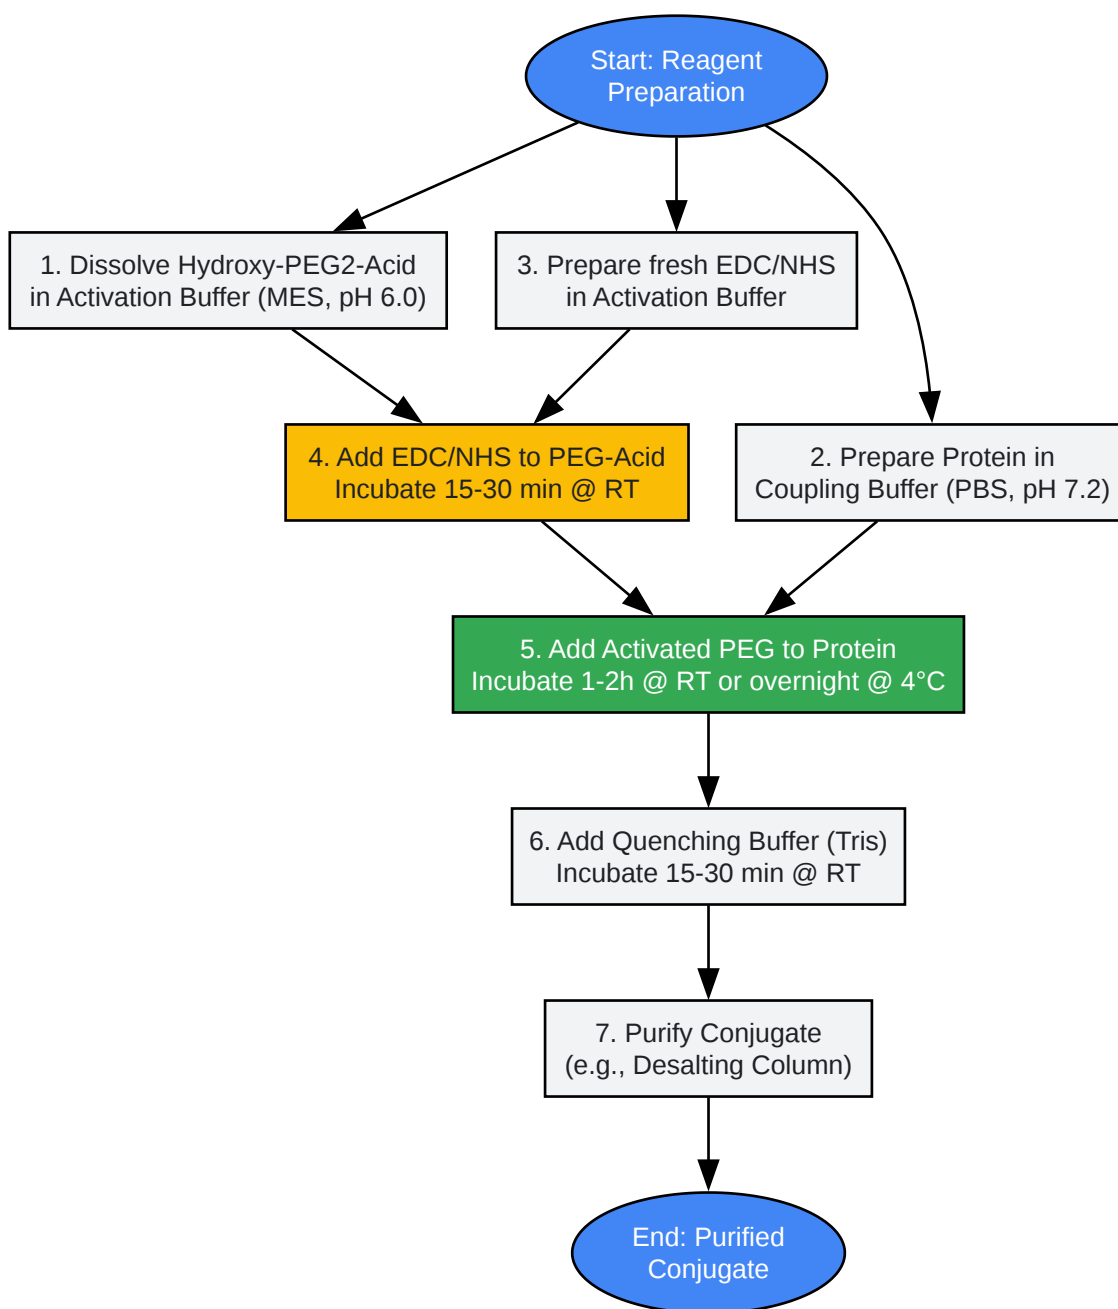 Start: Reagent
Preparation
1. Dissolve Hydroxy-PEG2-Acid
in Activation Buffer (MES, pH 6.0)
3. Prepare fresh EDC/NHS
in Activation Buffer
4. Add EDC/NHS to PEG-Acid
Incubate 15-30 min @ RT
2. Prepare Protein in
Coupling Buffer (PBS, pH 7.2)
5. Add Activated PEG to Protein
Incubate 1-2h @ RT or overnight @ 4°C
6. Add Quenching Buffer (Tris)
Incubate 15-30 min @ RT
7. Purify Conjugate
(e.g., Desalting Column)
End: Purified
Conjugate